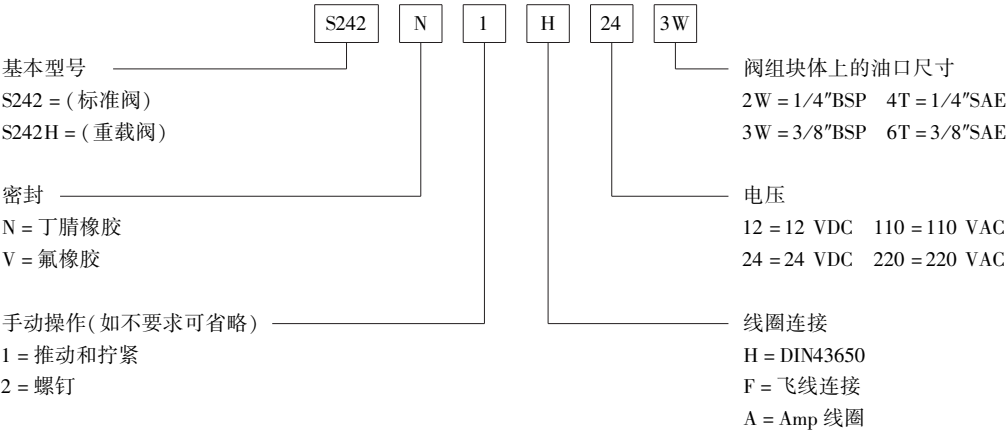 S242 N 1 H 24 3W
基本型号
S242 = (标准阀)
S242H = (重载阀)
密封
N = 丁腈橡胶
V = 氟橡胶
手动操作(如不要求可省略)
1 = 推动和拧紧
2 = 螺钉
阀组块体上的油口尺寸
2W = 1/4″BSP 4T = 1/4″SAE
3W = 3/8″BSP 6T = 3/8″SAE
电压
12 = 12 VDC 110 = 110 VAC
24 = 24 VDC 220 = 220 VAC
线圈连接
H = DIN43650
F = 飞线连接
A = Amp 线圈